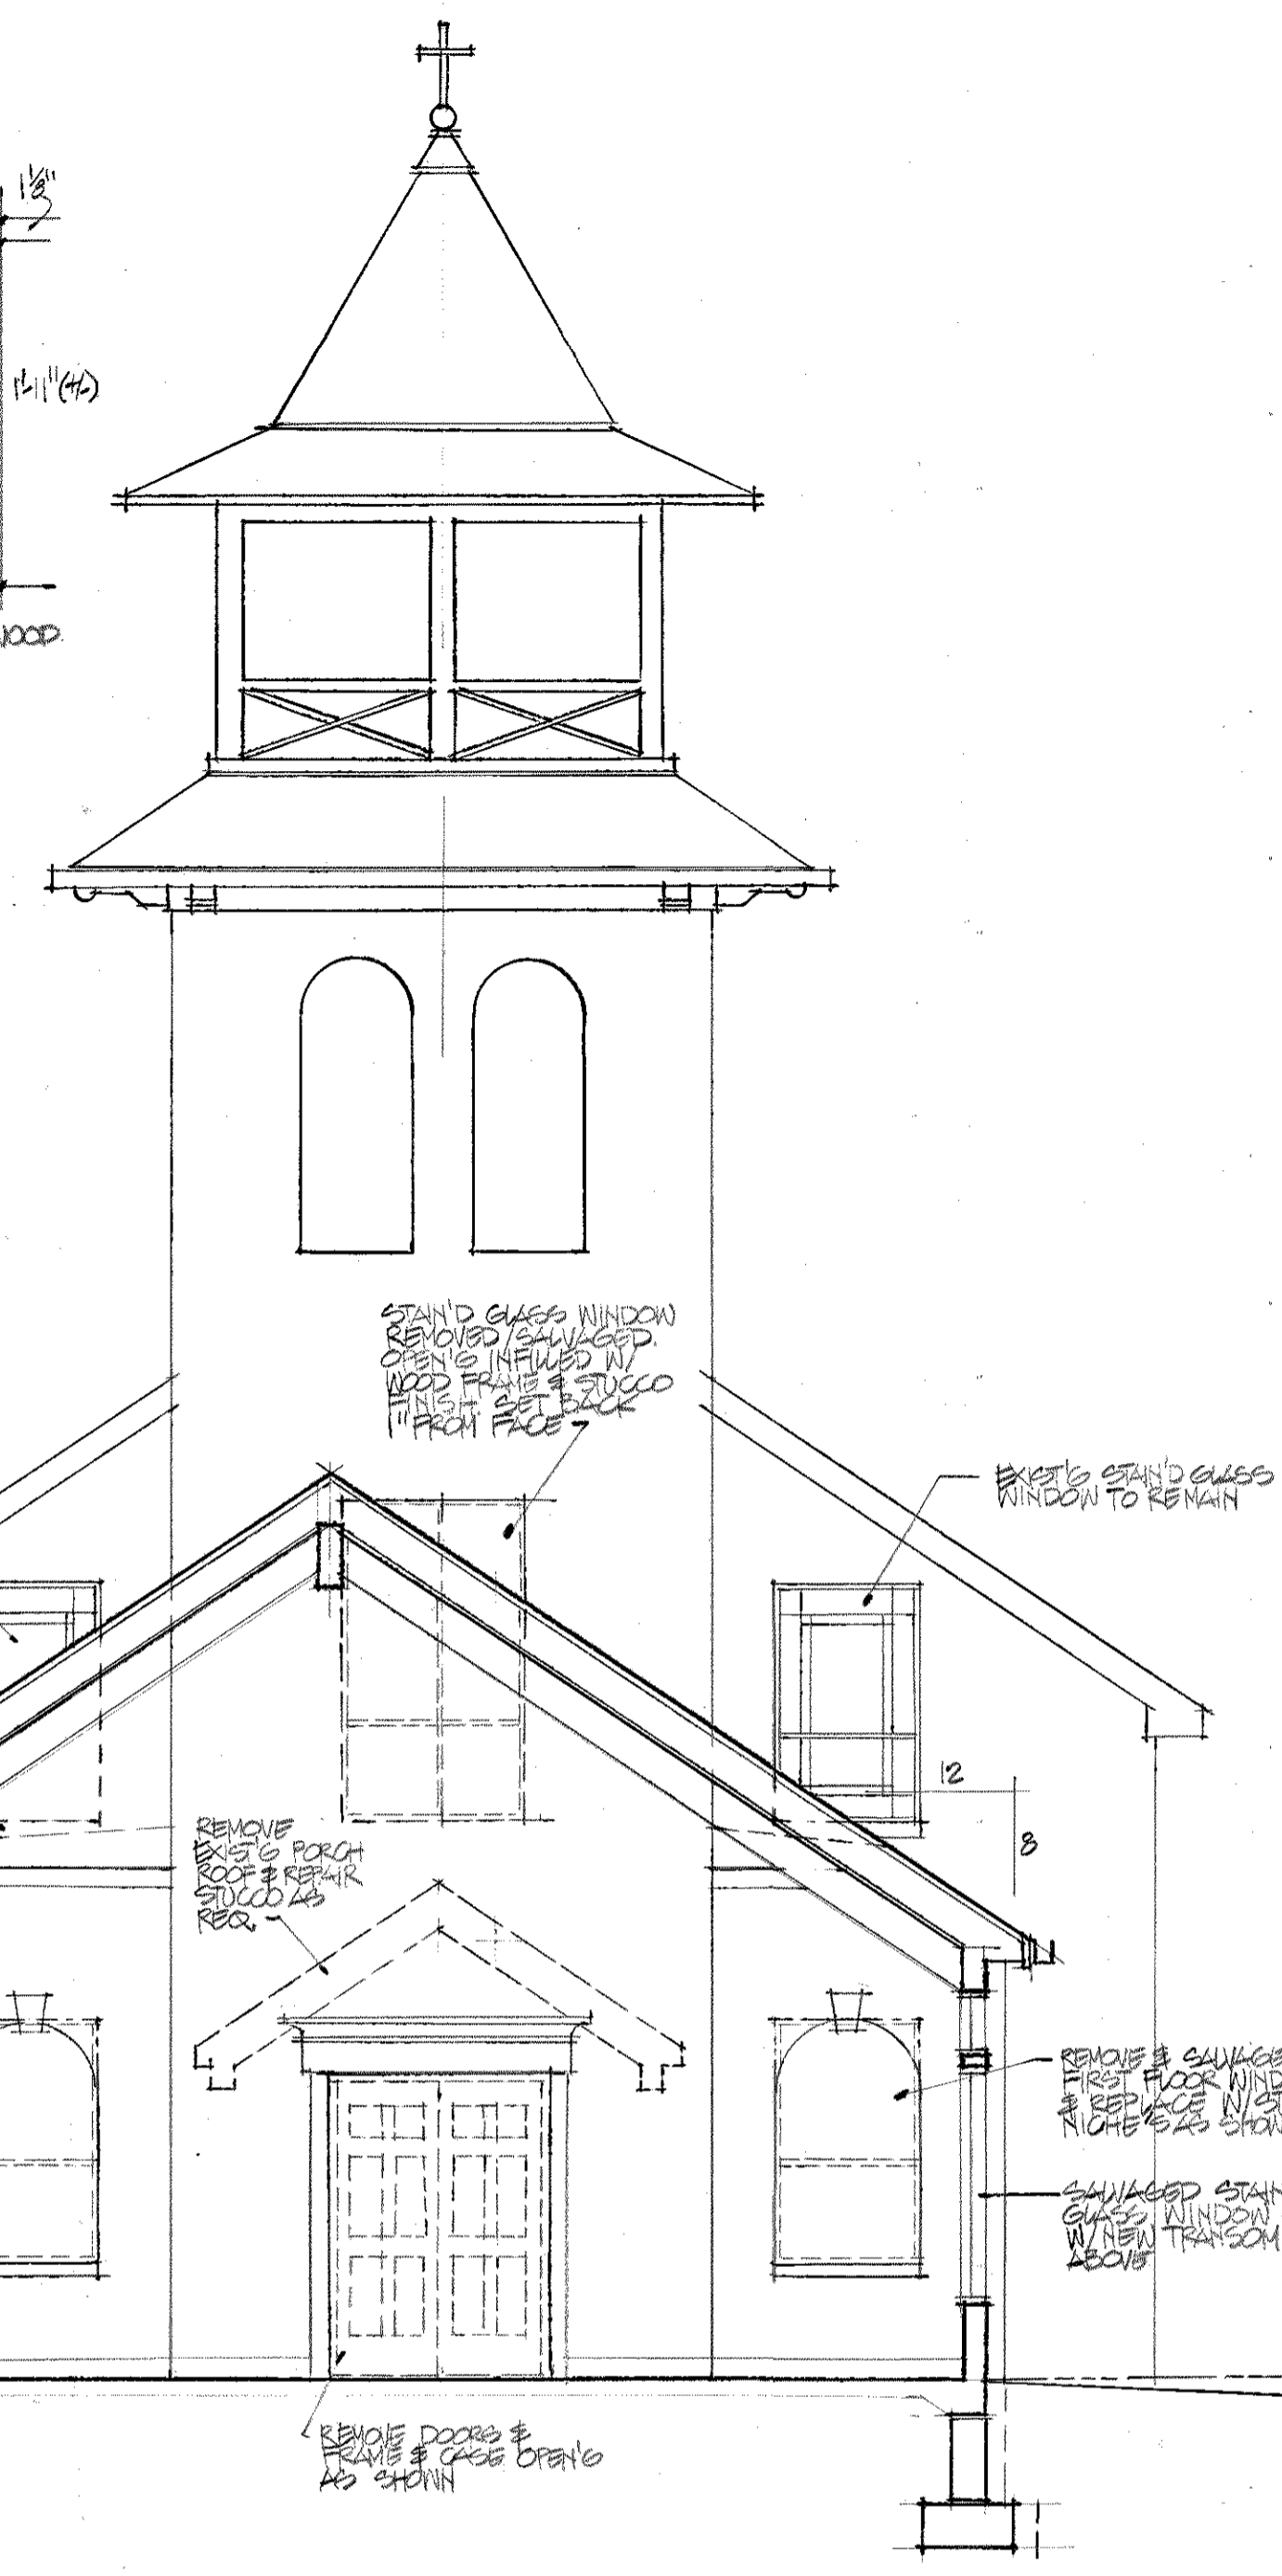 1⅛"
1'-11"(+/-)
WOOD
STAIN'D GLASS WINDOW
REMOVED/SALVAGED.
OPEN'G INFILLED W/
WOOD FRAME & STUCCO
FINISH. SET BACK
1" FROM FACE
EXIST'G STAIN'D GLASS
WINDOW TO REMAIN
12
8
REMOVE
EXIST'G PORCH
ROOF & REPAIR
STUCCO AS
REQ.
REMOVE & SALVAGE
FIRST FLOOR WIND
& REPLACE W/ ST
NICHE'S AS SHOW
SALVAGED STAIN
GLASS WINDOW
W/ NEW TRANSOM
ABOVE
REMOVE DOORS &
FRAME & CASE OPEN'G
AS SHOWN